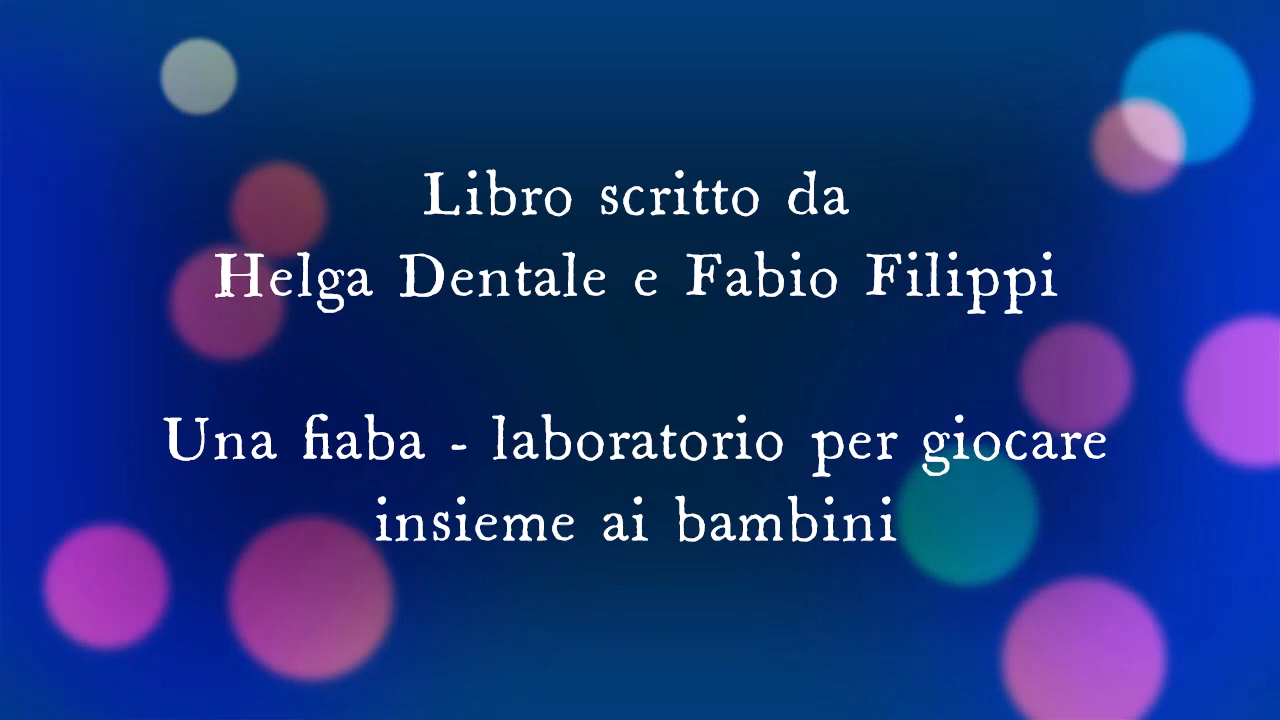 Libro scritto da
Helga Dentale e Fabio Filippi
Una fiaba - laboratorio per giocare
insieme ai bambini